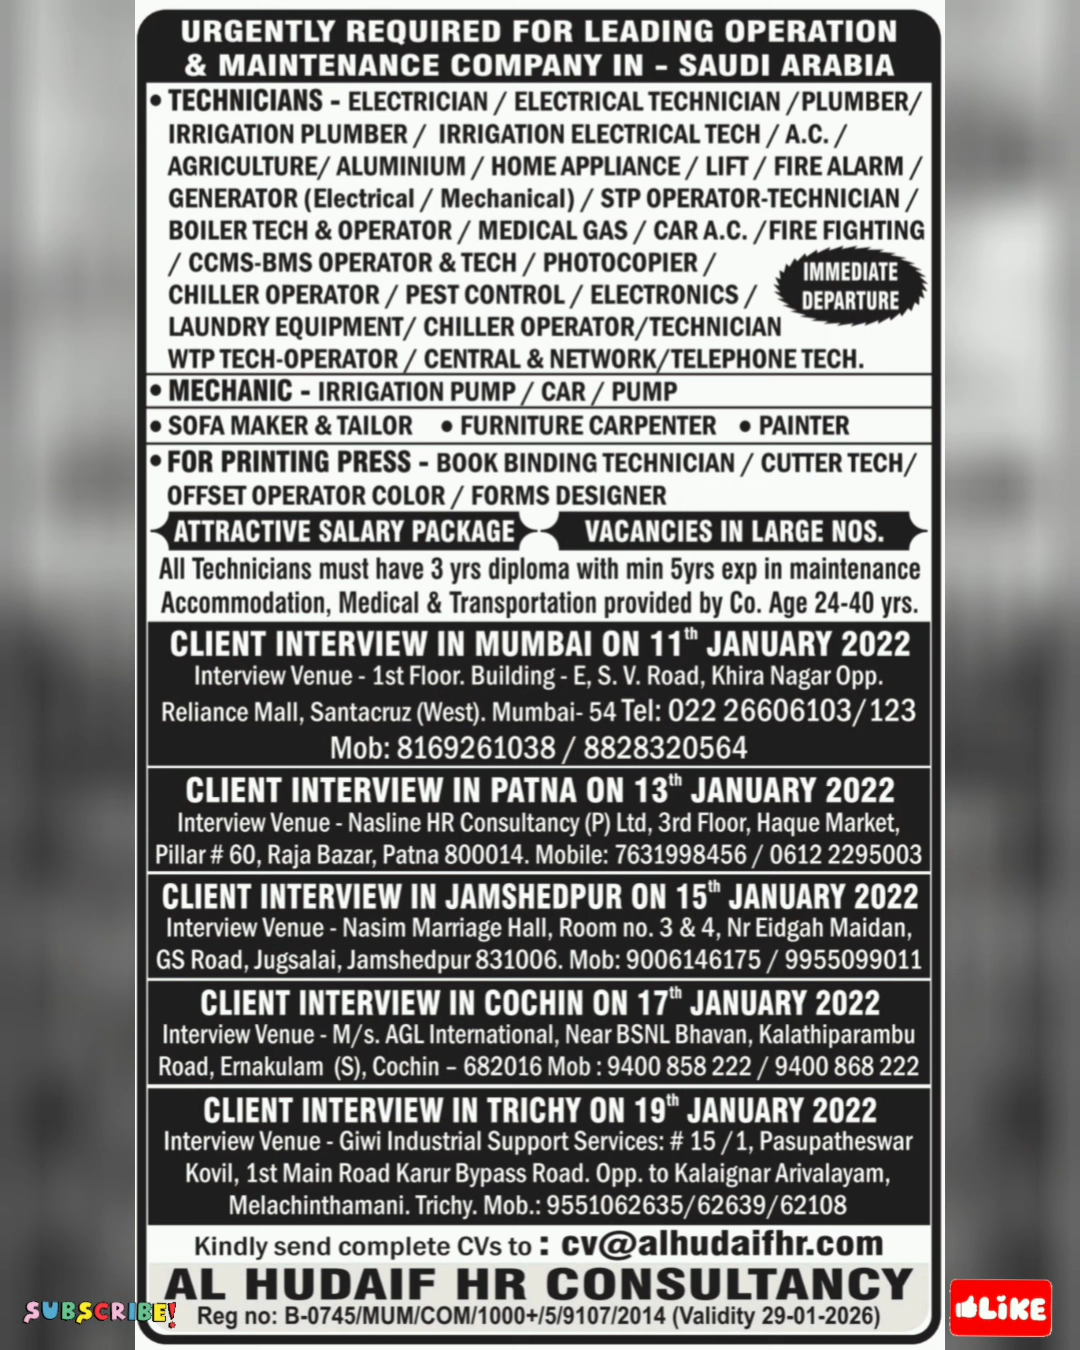 URGENTLY REQUIRED FOR LEADING OPERATION
& MAINTENANCE COMPANY IN - SAUDI ARABIA
• TECHNICIANS - ELECTRICIAN / ELECTRICAL TECHNICIAN /PLUMBER/
IRRIGATION PLUMBER / IRRIGATION ELECTRICAL TECH / A.C. /
AGRICULTURE/ ALUMINIUM / HOME APPLIANCE / LIFT / FIRE ALARM /
GENERATOR (Electrical / Mechanical) / STP OPERATOR-TECHNICIAN /
BOILER TECH & OPERATOR / MEDICAL GAS / CAR A.C. /FIRE FIGHTING
/ CCMS-BMS OPERATOR & TECH / PHOTOCOPIER /
CHILLER OPERATOR / PEST CONTROL / ELECTRONICS /
LAUNDRY EQUIPMENT/ CHILLER OPERATOR/TECHNICIAN
WTP TECH-OPERATOR / CENTRAL & NETWORK/TELEPHONE TECH.
IMMEDIATE
DEPARTURE
• MECHANIC - IRRIGATION PUMP / CAR / PUMP
• SOFA MAKER & TAILOR • FURNITURE CARPENTER • PAINTER
• FOR PRINTING PRESS - BOOK BINDING TECHNICIAN / CUTTER TECH/
OFFSET OPERATOR COLOR / FORMS DESIGNER
ATTRACTIVE SALARY PACKAGE VACANCIES IN LARGE NOS.
All Technicians must have 3 yrs diploma with min 5yrs exp in maintenance
Accommodation, Medical & Transportation provided by Co. Age 24-40 yrs.
CLIENT INTERVIEW IN MUMBAI ON 11th JANUARY 2022
Interview Venue - 1st Floor. Building - E, S. V. Road, Khira Nagar Opp.
Reliance Mall, Santacruz (West). Mumbai- 54 Tel: 022 26606103/123
Mob: 8169261038 / 8828320564
CLIENT INTERVIEW IN PATNA ON 13th JANUARY 2022
Interview Venue - Nasline HR Consultancy (P) Ltd, 3rd Floor, Haque Market,
Pillar # 60, Raja Bazar, Patna 800014. Mobile: 7631998456 / 0612 2295003
CLIENT INTERVIEW IN JAMSHEDPUR ON 15th JANUARY 2022
Interview Venue - Nasim Marriage Hall, Room no. 3 & 4, Nr Eidgah Maidan,
GS Road, Jugsalai, Jamshedpur 831006. Mob: 9006146175 / 9955099011
CLIENT INTERVIEW IN COCHIN ON 17th JANUARY 2022
Interview Venue - M/s. AGL International, Near BSNL Bhavan, Kalathiparambu
Road, Ernakulam (S), Cochin – 682016 Mob : 9400 858 222 / 9400 868 222
CLIENT INTERVIEW IN TRICHY ON 19th JANUARY 2022
Interview Venue - Giwi Industrial Support Services: # 15 /1, Pasupatheswar
Kovil, 1st Main Road Karur Bypass Road. Opp. to Kalaignar Arivalayam,
Melachinthamani. Trichy. Mob.: 9551062635/62639/62108
Kindly send complete CVs to : cv@alhudaifhr.com
AL HUDAIF HR CONSULTANCY
Reg no: B-0745/MUM/COM/1000+/5/9107/2014 (Validity 29-01-2026)
SUBSCRIBE!
LiKE